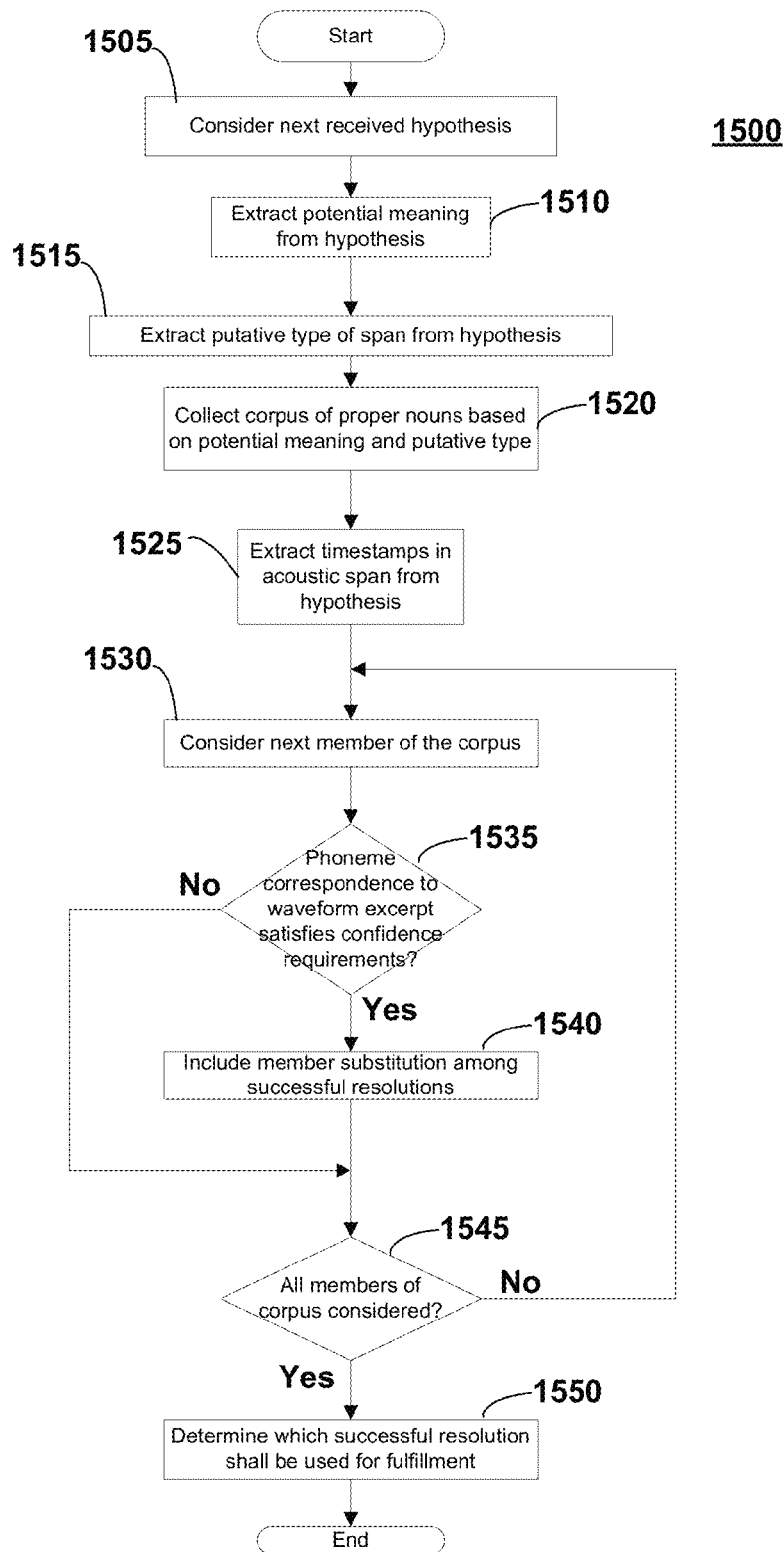 Start
1505
Consider next received hypothesis
1500
Extract potential meaning
from hypothesis
1510
1515
Extract putative type of span from hypothesis
Collect corpus of proper nouns based
on potential meaning and putative type
1520
1525
Extract timestamps in
acoustic span from
hypothesis
1530
Consider next member of the corpus
1535
No
Phoneme
correspondence to
waveform excerpt
satisfies confidence
requirements?
Yes
1540
Include member substitution among
successful resolutions
1545
All members of
corpus considered?
No
Yes
1550
Determine which successful resolution
shall be used for fulfillment
End